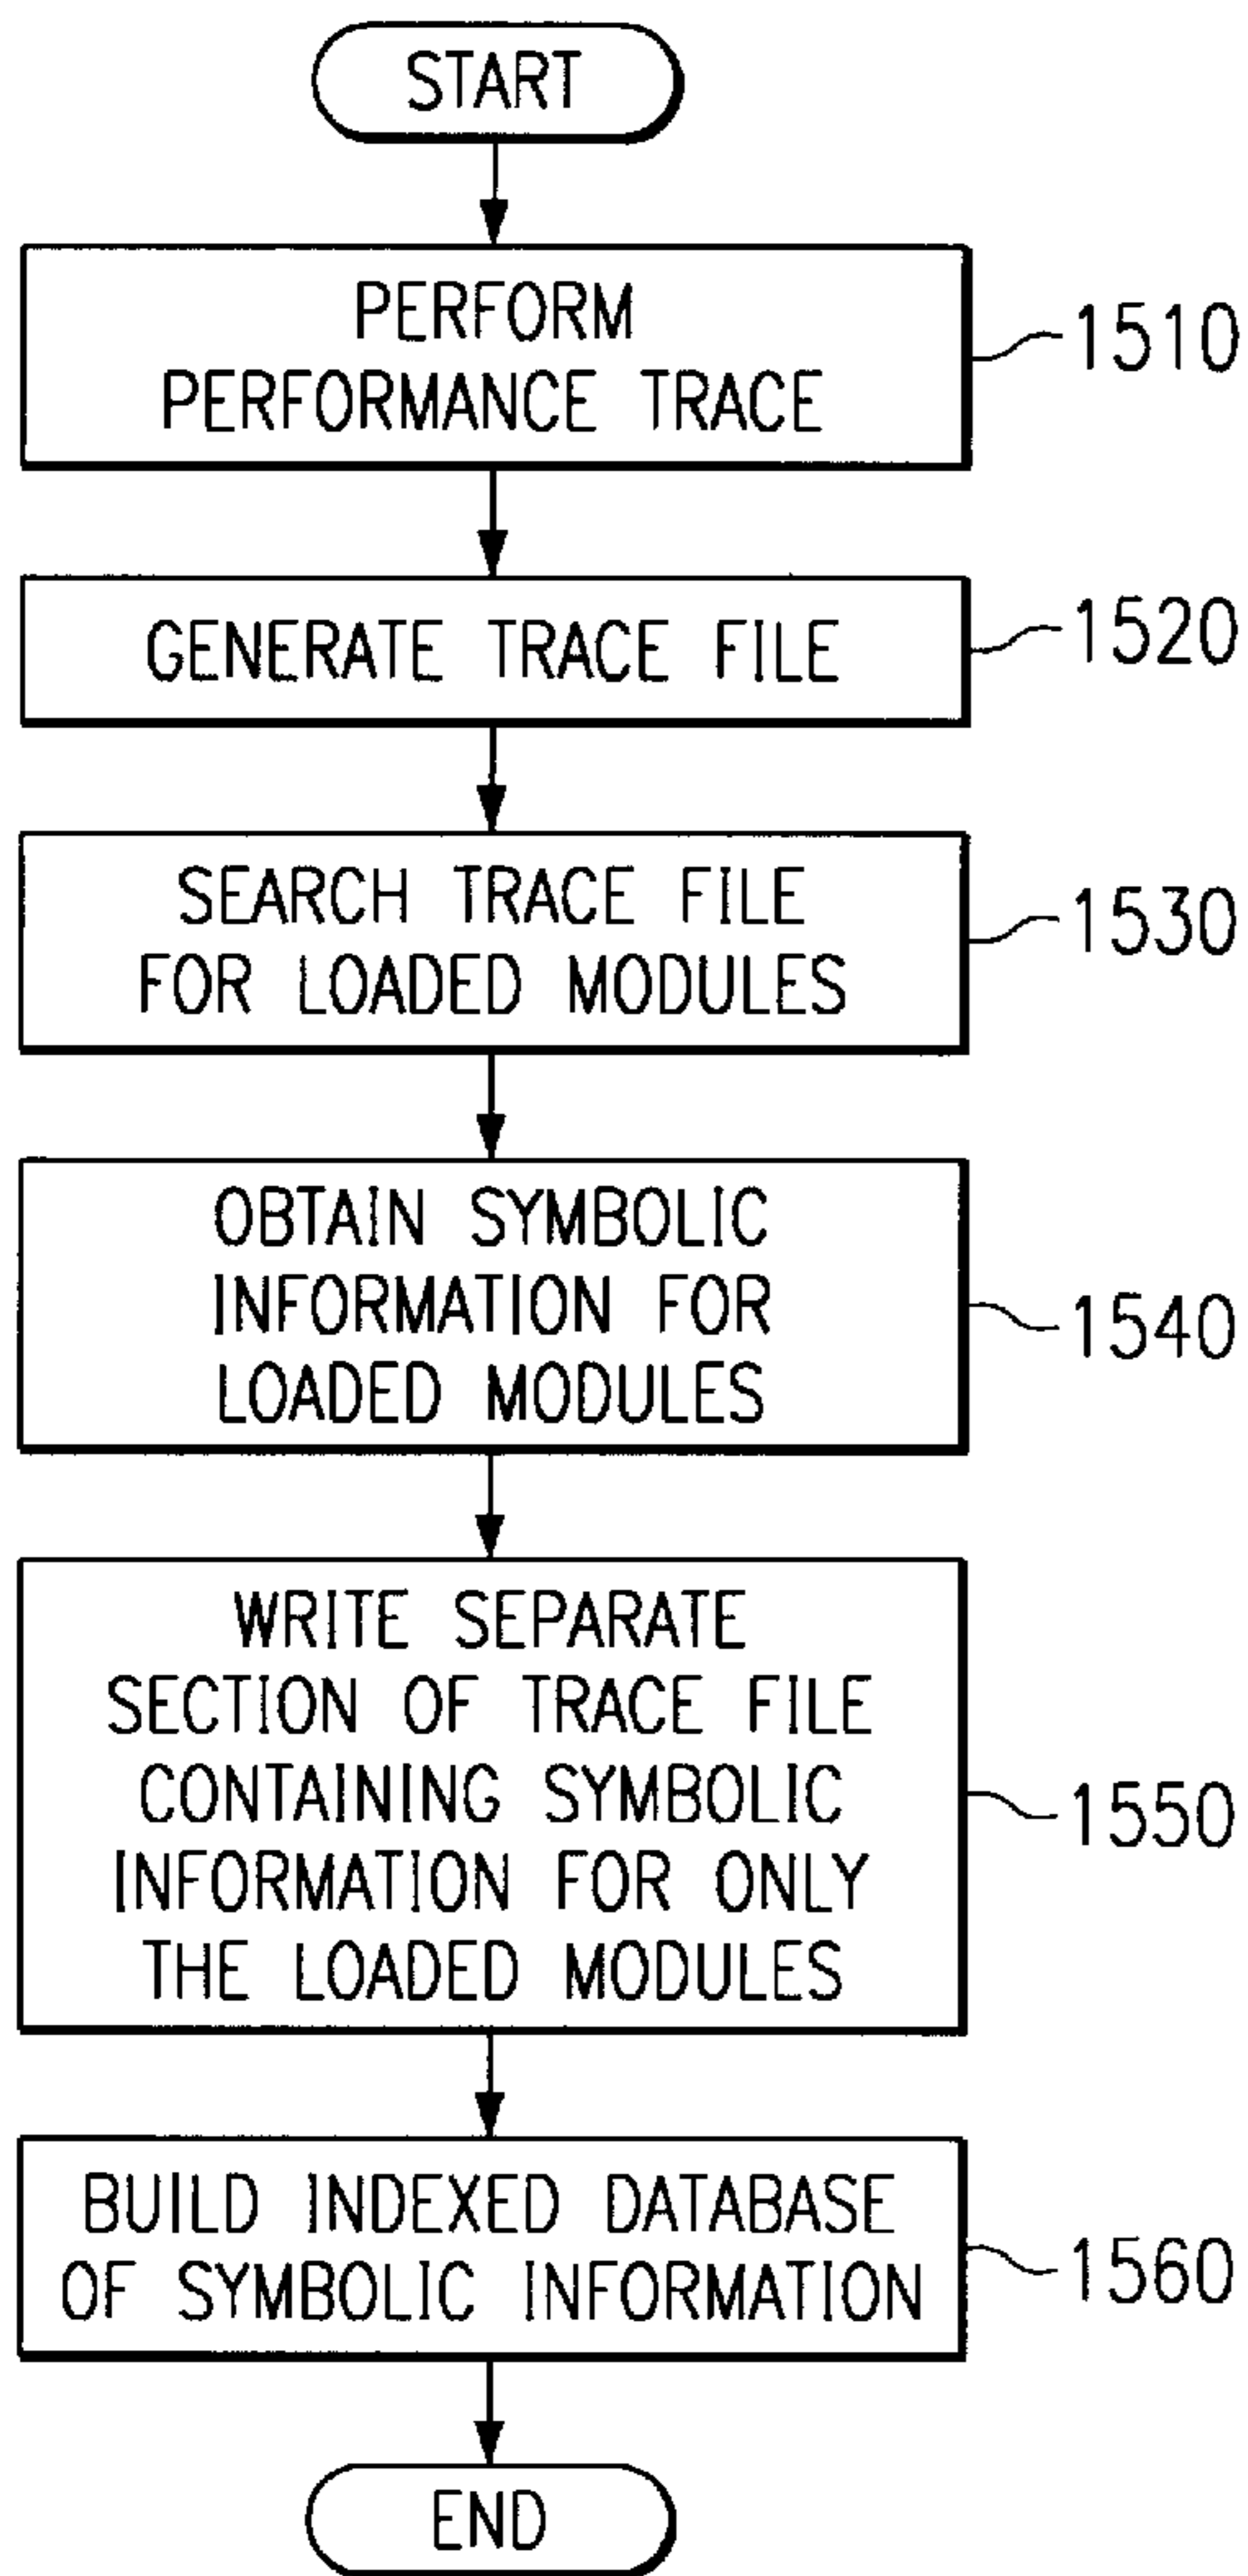 START
PERFORM
PERFORMANCE TRACE
1510
GENERATE TRACE FILE
1520
SEARCH TRACE FILE
FOR LOADED MODULES
1530
OBTAIN SYMBOLIC
INFORMATION FOR
LOADED MODULES
1540
WRITE SEPARATE
SECTION OF TRACE FILE
CONTAINING SYMBOLIC
INFORMATION FOR ONLY
THE LOADED MODULES
1550
BUILD INDEXED DATABASE
OF SYMBOLIC INFORMATION
1560
END